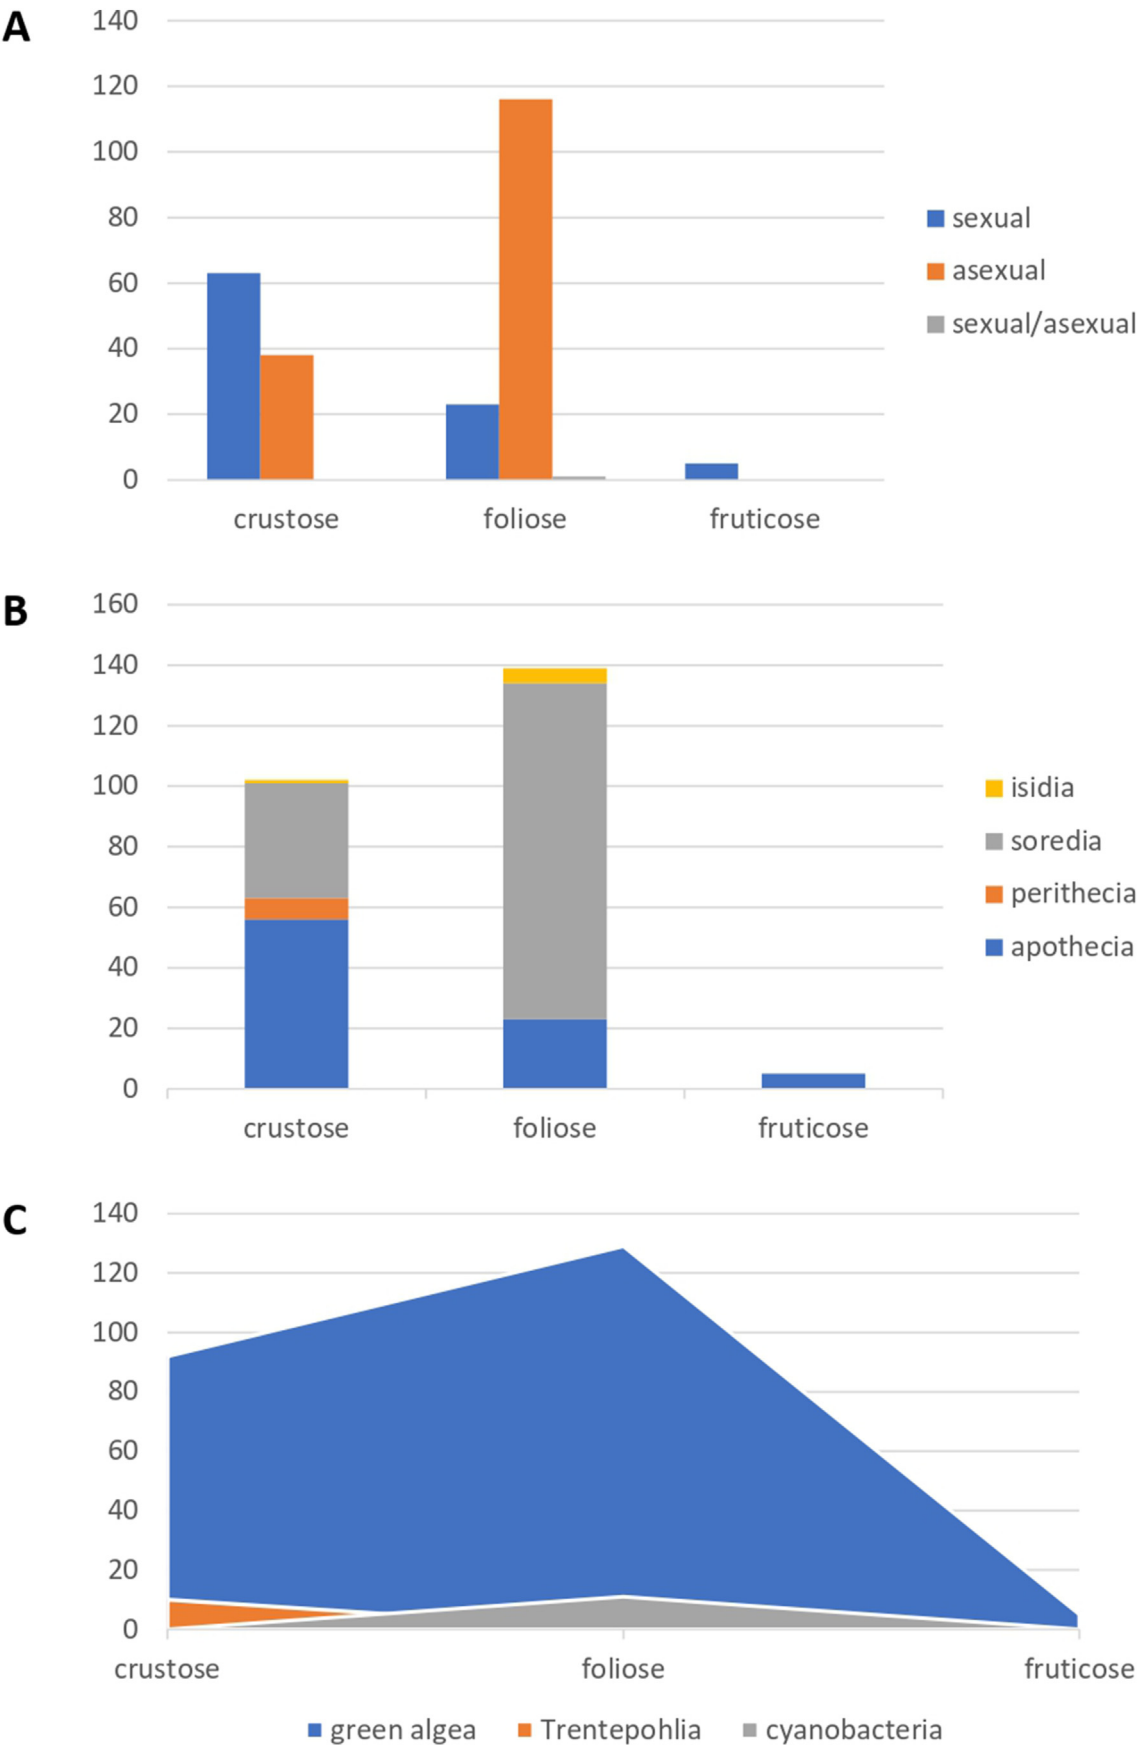 A
140
120
100
80
60
40
20
0
crustose foliose fruticose
sexual
asexual
sexual/asexual
B
160
140
120
100
80
60
40
20
0
crustose foliose fruticose
isidia
soredia
perithecia
apothecia
C
140
120
100
80
60
40
20
0
crustose foliose fruticose
green algea Trentepohlia cyanobacteria